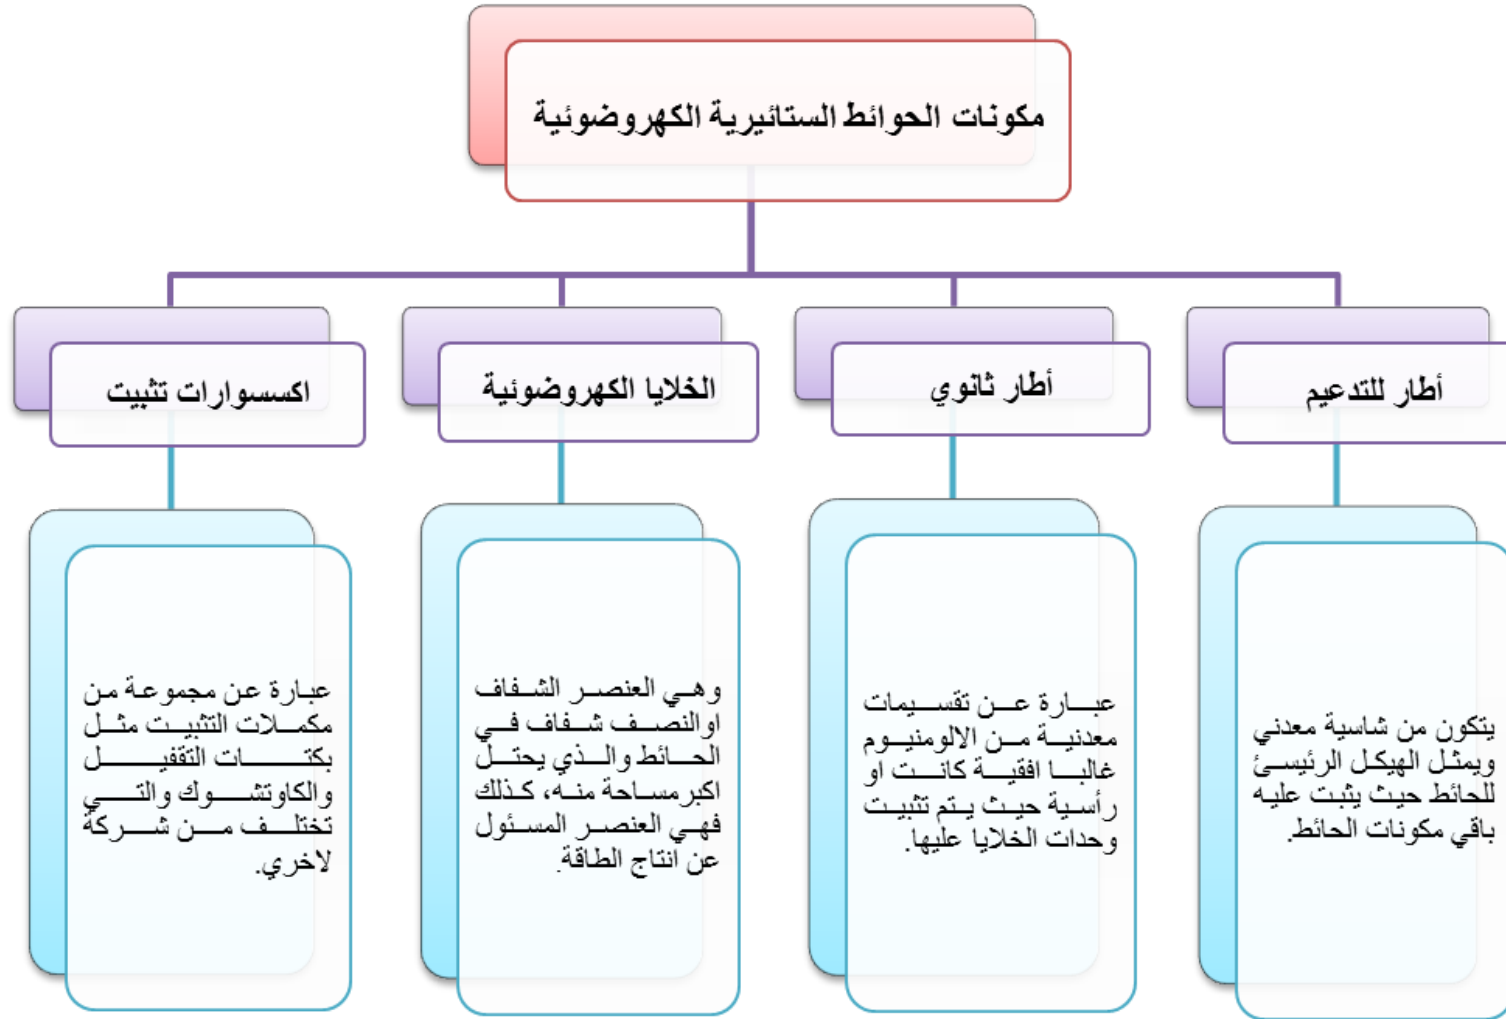 مكونات الحوائط الستائيرية الكهروضوئية
أطار للتدعيم
يتكون من شاسية معدني
ويمثل الهيكل الرئيسئ
للحائط حيث يثبت عليه
باقي مكونات الحائط.
أطار ثانوي
عبارة عن تقسيمات
معدنية من الالومنيوم
غالبا افقية كانت او
رأسية حيث يتم تثبيت
وحدات الخلايا عليها.
الخلايا الكهروضوئية
وهي العنصر الشفاف
اوالنصف شفاف في
الحائط والذي يحتل
اكبرمساحة منه، كذلك
فهي العنصر المسئول
عن انتاج الطاقة.
اكسسوارات تثبيت
عبارة عن مجموعة من
مكملات التثبيت مثل
بكتات التقفيل
والكاوتشوك والتي
تختلف من شركة
لاخري.